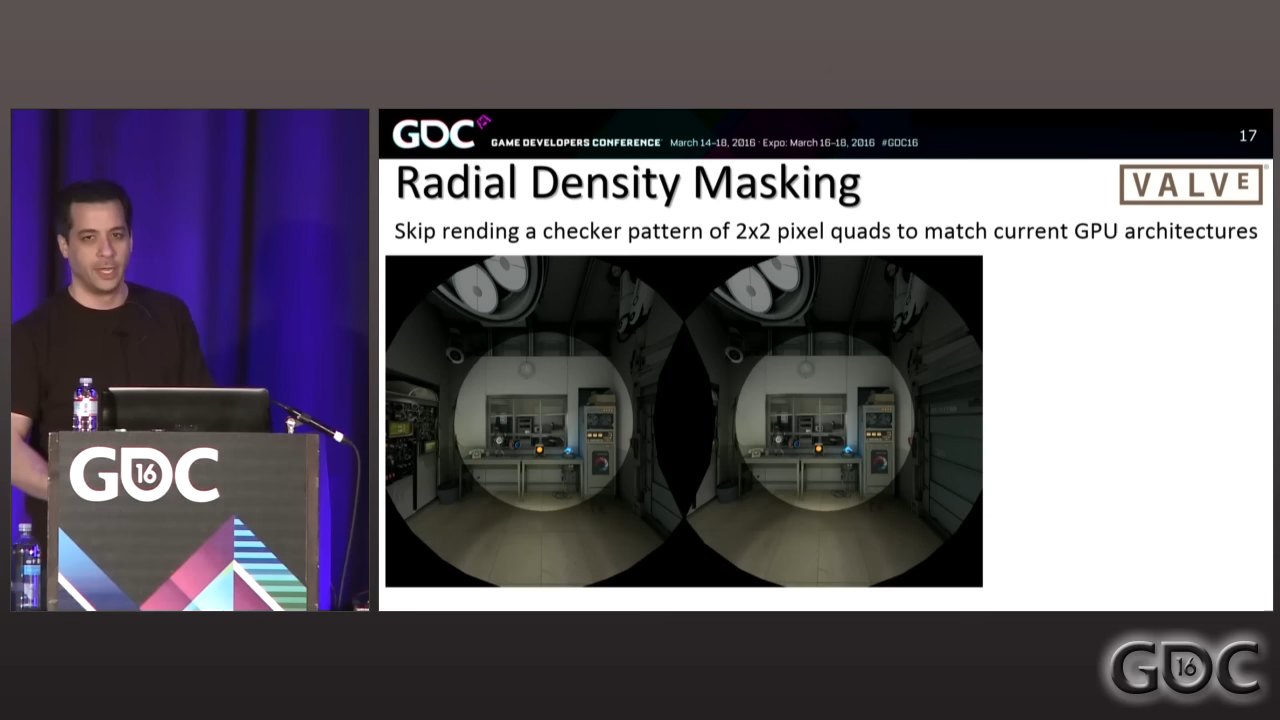 GDC
GAME DEVELOPERS CONFERENCE March 14-18, 2016 · Expo: March 16-18, 2016 #GDC16
17
Radial Density Masking
VALVE
Skip rending a checker pattern of 2x2 pixel quads to match current GPU architectures
GDC
16
GDC
16